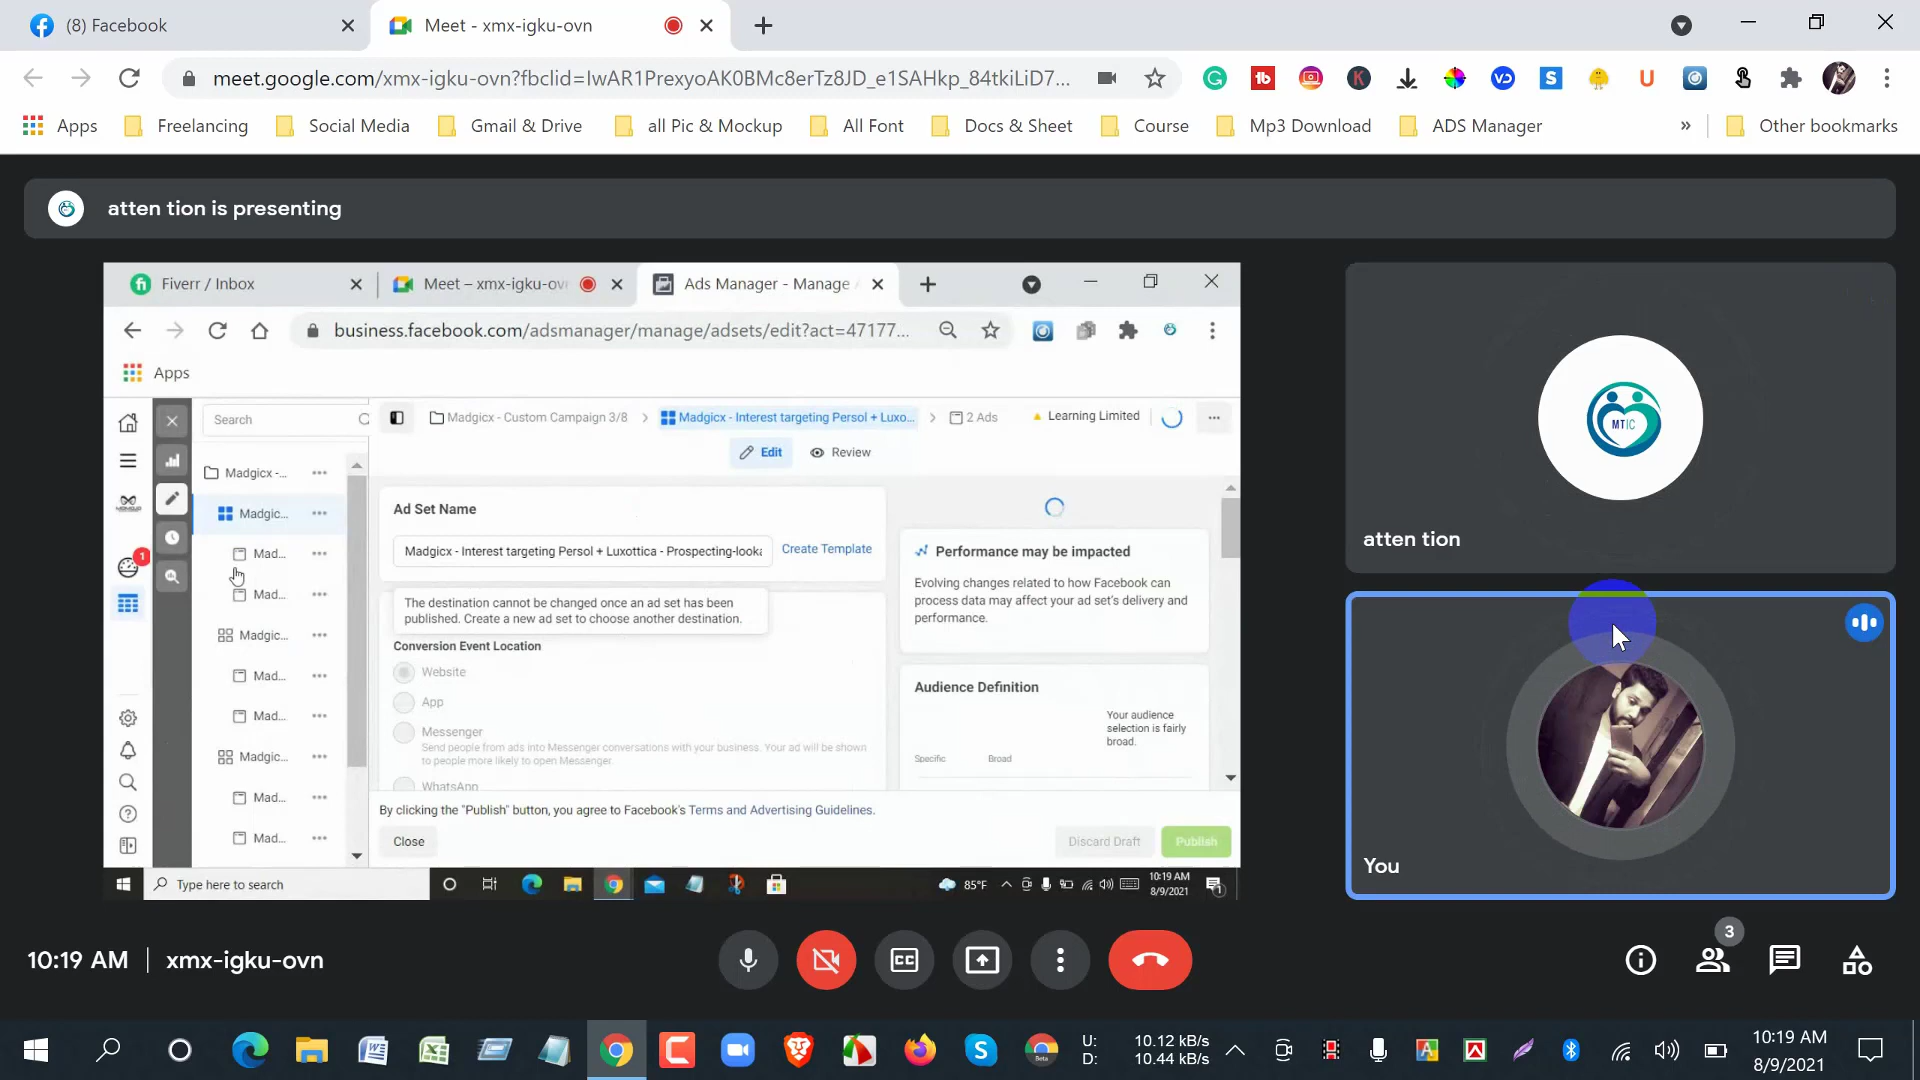 (8) Facebook
Meet - xmx-igku-ovn
meet.google.com/xmx-igku-ovn?fbclid=IwAR1PrexyoAK0BMc8erTz8JD_e1SAHkp_84tkiLiD7...
Apps
Freelancing
Social Media
Gmail & Drive
all Pic & Mockup
All Font
Docs & Sheet
Course
Mp3 Download
ADS Manager
»
Other bookmarks
atten tion is presenting
Fiverr / Inbox
Meet – xmx-igku-ov
Ads Manager - Manage
business.facebook.com/adsmanager/manage/adsets/edit?act=47177...
Apps
Search
Madgicx - Custom Campaign 3/8
Madgicx - Interest targeting Persol + Luxo...
2 Ads
Learning Limited
Edit
Review
Madgicx -...
Madgic...
Mad...
Mad...
Madgic...
Mad...
Mad...
Madgic...
Mad...
Mad...
1
Ad Set Name
Madgicx - Interest targeting Persol + Luxottica - Prospecting-looka
Create Template
The destination cannot be changed once an ad set has been
published. Create a new ad set to choose another destination.
Conversion Event Location
Website
App
Messenger
Send people from ads into Messenger conversations with your business. Your ad will be shown
to people more likely to open Messenger.
WhatsApp
Performance may be impacted
Evolving changes related to how Facebook can
process data may affect your ad set's delivery and
performance.
Audience Definition
Your audience
selection is fairly
broad.
Specific
Broad
By clicking the "Publish" button, you agree to Facebook's Terms and Advertising Guidelines.
Close
Discard Draft
Publish
Type here to search
85°F
10:19 AM
8/9/2021
1
MTIC
atten tion
You
10:19 AM
xmx-igku-ovn
CC
3
U: 10.12 kB/s
D: 10.44 kB/s
10:19 AM
8/9/2021